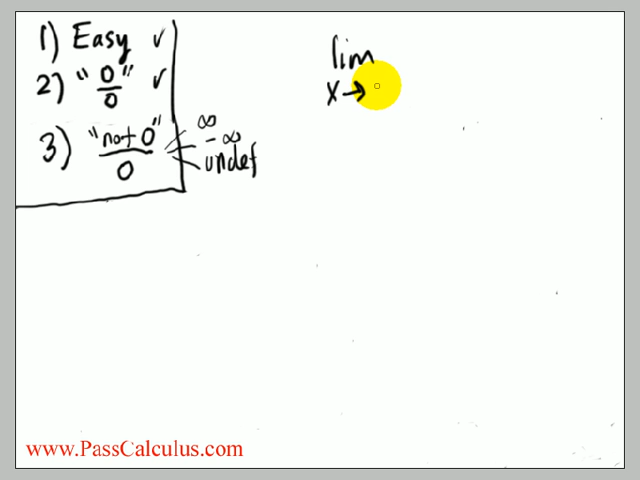 1) Easy ✓
2) "0/0" ✓
3) "not 0"/0
∞
-∞
undef
lim
x→
www.PassCalculus.com